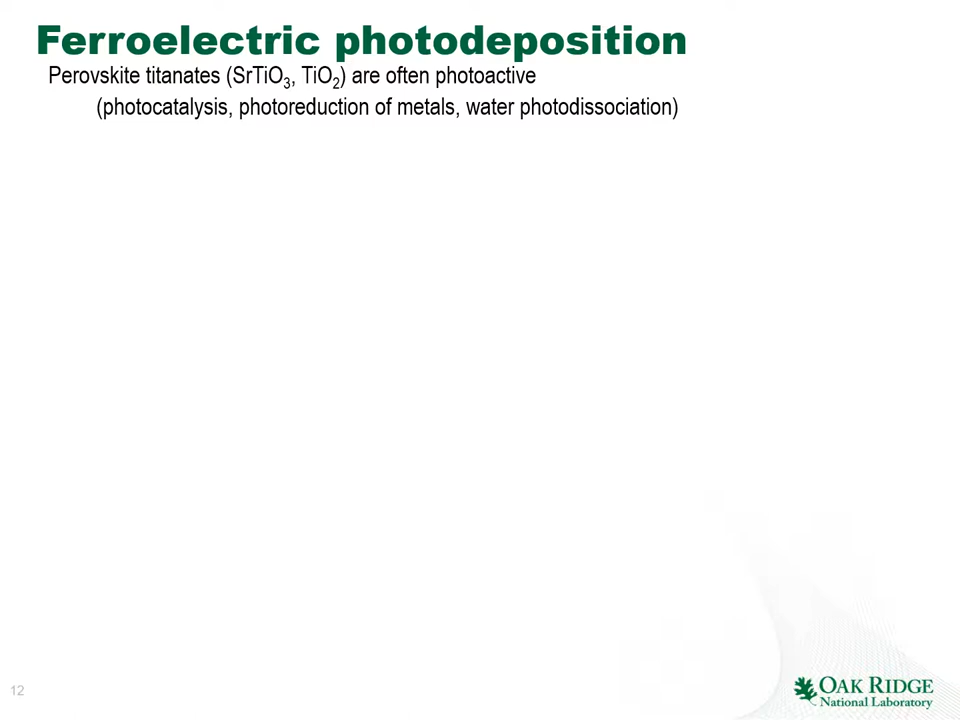 Ferroelectric photodeposition
Perovskite titanates (SrTiO₃, TiO₂) are often photoactive
(photocatalysis, photoreduction of metals, water photodissociation)
12
OAK RIDGE
National Laboratory